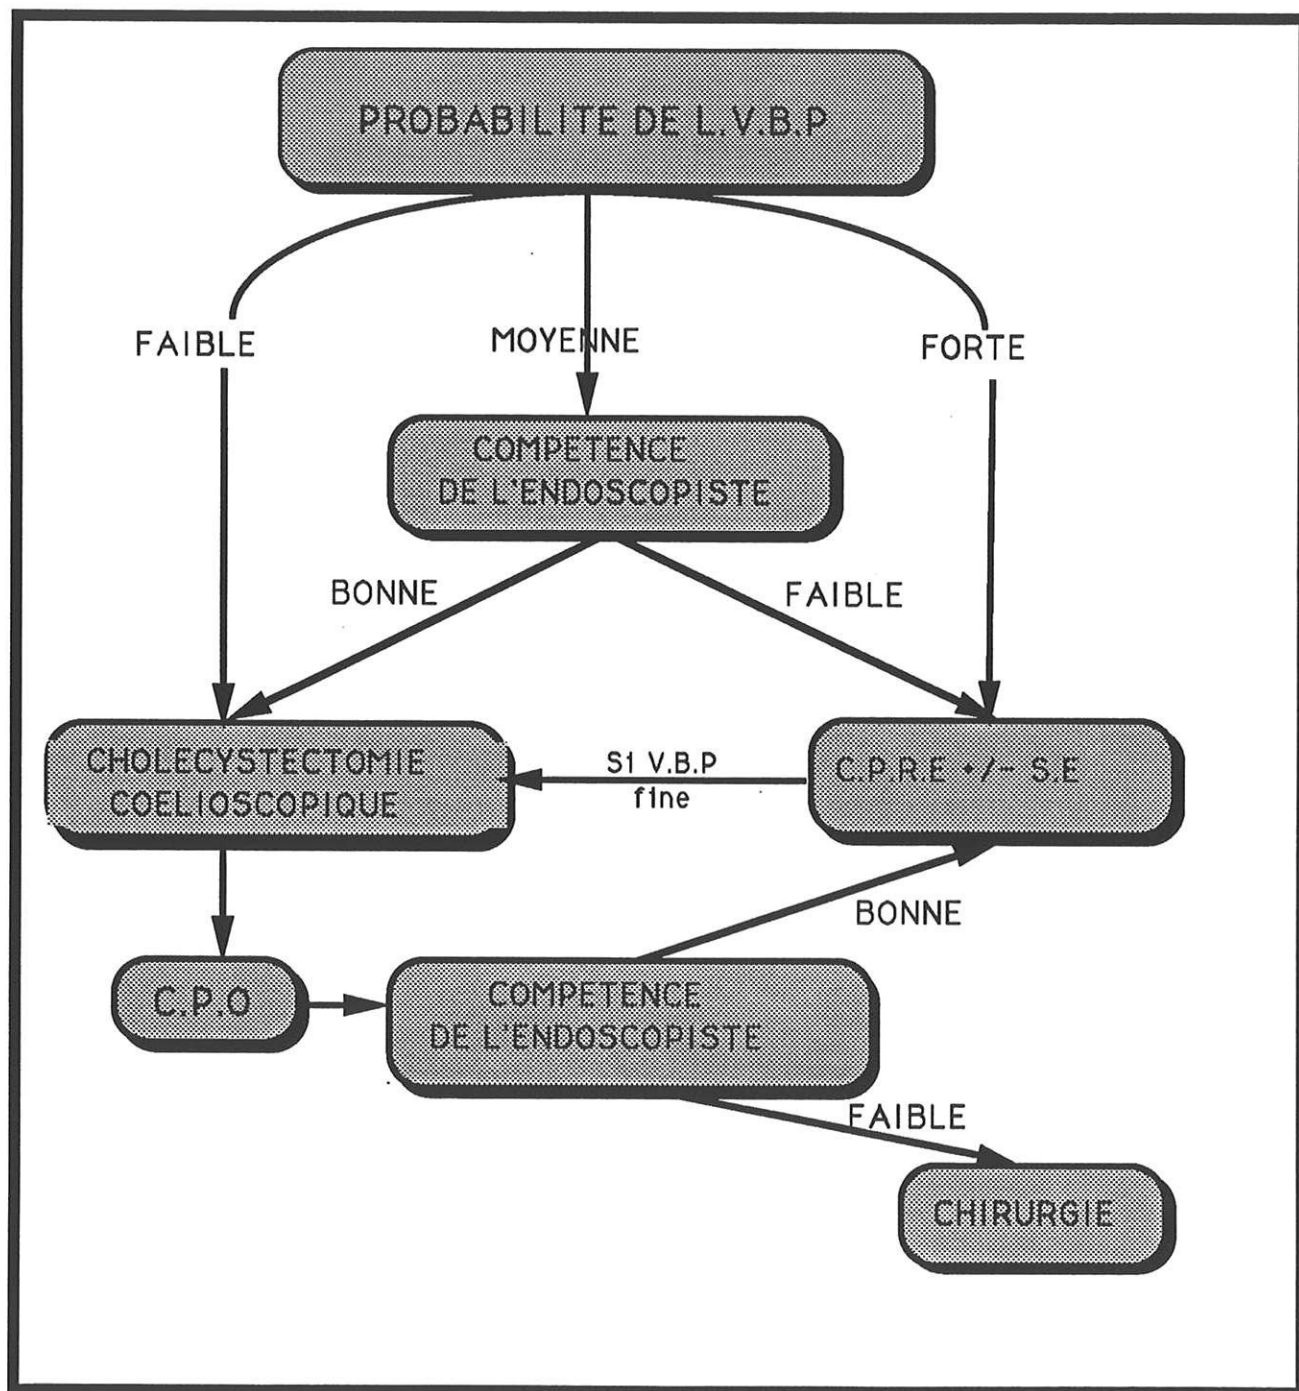 PROBABILITE DE L.V.B.P
FAIBLE
MOYENNE
FORTE
COMPETENCE
DE L'ENDOSCOPISTE
BONNE
FAIBLE
CHOLECYSTECTOMIE
COELIOSCOPIQUE
Si V.B.P
fine
C.P.R.E +/- S.E
BONNE
C.P.O
COMPETENCE
DE L'ENDOSCOPISTE
FAIBLE
CHIRURGIE